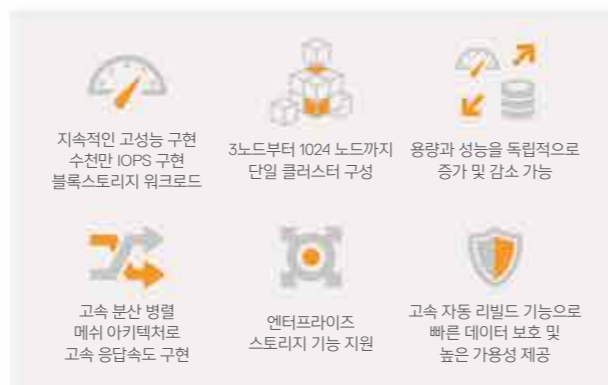 지속적인 고성능 구현
수천만 IOPS 구현
블록스토리지 워크로드
3노드부터 1024 노드까지
단일 클러스터 구성
용량과 성능을 독립적으로
증가 및 감소 가능
고속 분산 병렬
메쉬 아키텍처로
고속 응답속도 구현
엔터프라이즈
스토리지 기능 지원
고속 자동 리빌드 기능으로
빠른 데이터 보호 및
높은 가용성 제공